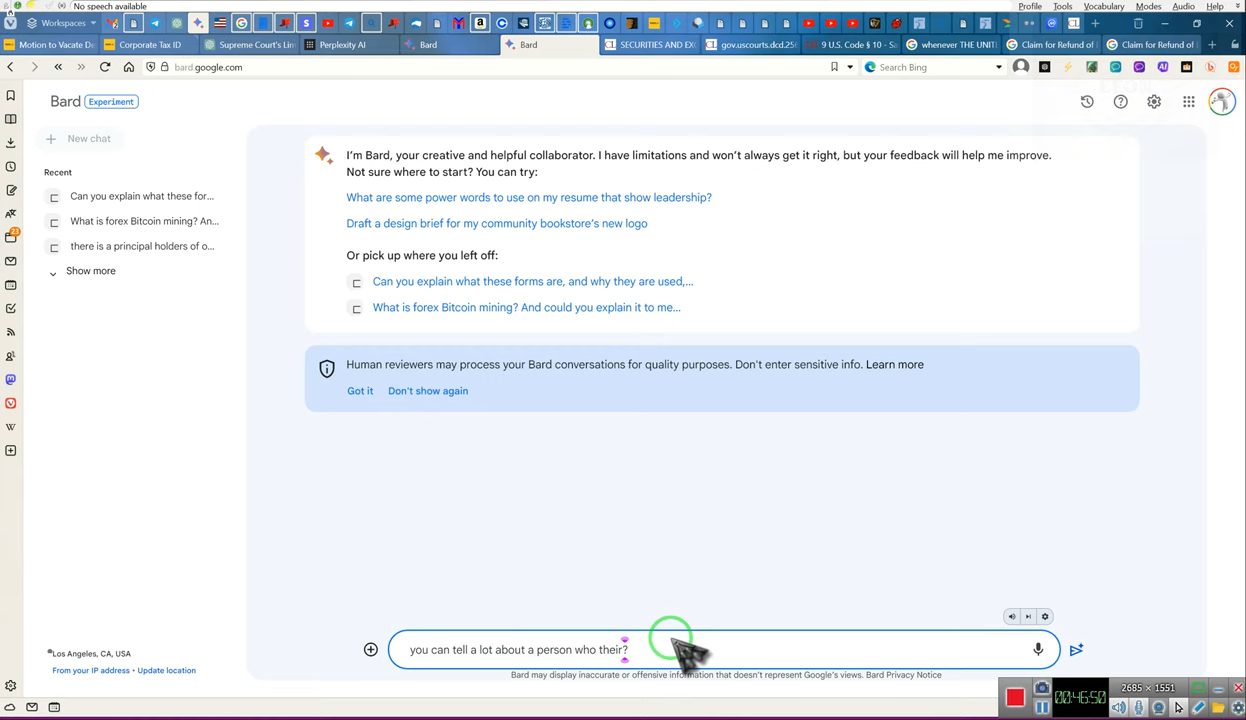 No speech available
Profile Tools Vocabulary Modes Audio Help
Workspaces
Motion to Vacate De
Corporate Tax ID
Supreme Court's Lin
Perplexity AI
Bard
Bard
SECURITIES AND EX
gov.uscourts.dcd.256
9 U.S. Code § 10 - Sa
whenever THE UNIT
Claim for Refund of
Claim for Refund of
bard.google.com
Search Bing
Bard Experiment
New chat
Recent
Can you explain what these for...
What is forex Bitcoin mining? An...
there is a principal holders of o...
Show more
I'm Bard, your creative and helpful collaborator. I have limitations and won't always get it right, but your feedback will help me improve.
Not sure where to start? You can try:
What are some power words to use on my resume that show leadership?
Draft a design brief for my community bookstore's new logo
Or pick up where you left off:
Can you explain what these forms are, and why they are used,...
What is forex Bitcoin mining? And could you explain it to me...
Human reviewers may process your Bard conversations for quality purposes. Don't enter sensitive info. Learn more
Got it Don't show again
you can tell a lot about a person who their?
Bard may display inaccurate or offensive information that doesn't represent Google's views. Bard Privacy Notice
Los Angeles, CA, USA
From your IP address • Update location
00:46:50
2685 × 1551